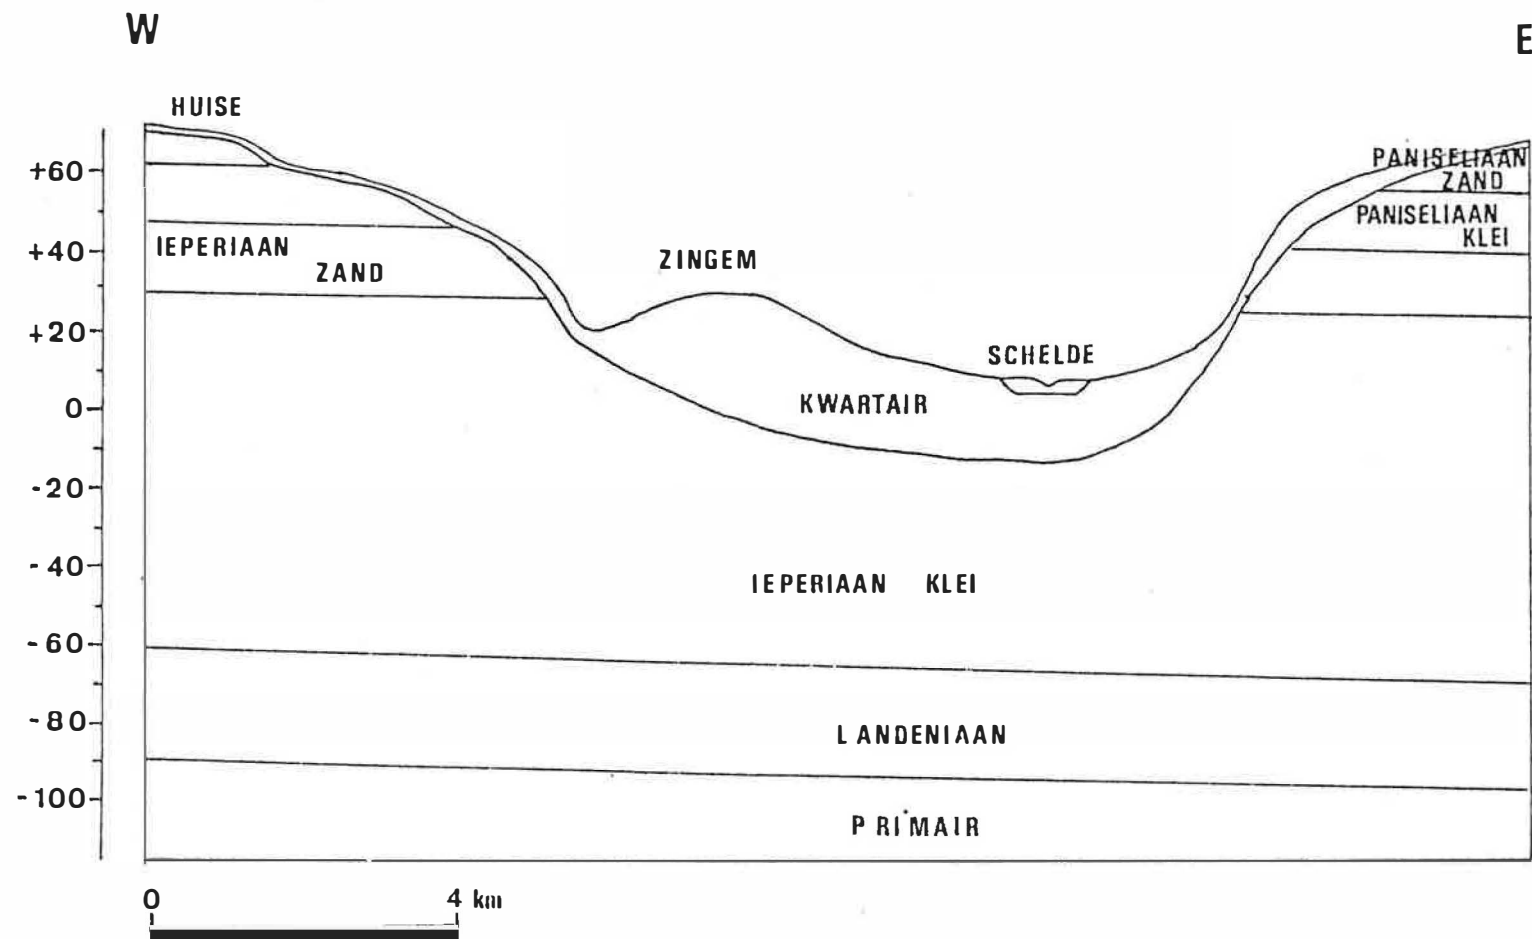 W
E
HUISE
+60
+40
+20
0
-20
-40
-60
-80
-100
PANISELIAAN
ZAND
PANISELIAAN
KLEI
IEPERIAAN
ZAND
ZINGEM
SCHELDE
KWARTAIR
IEPERIAAN KLEI
LANDENIAAN
PRIMAIR
0 4 km